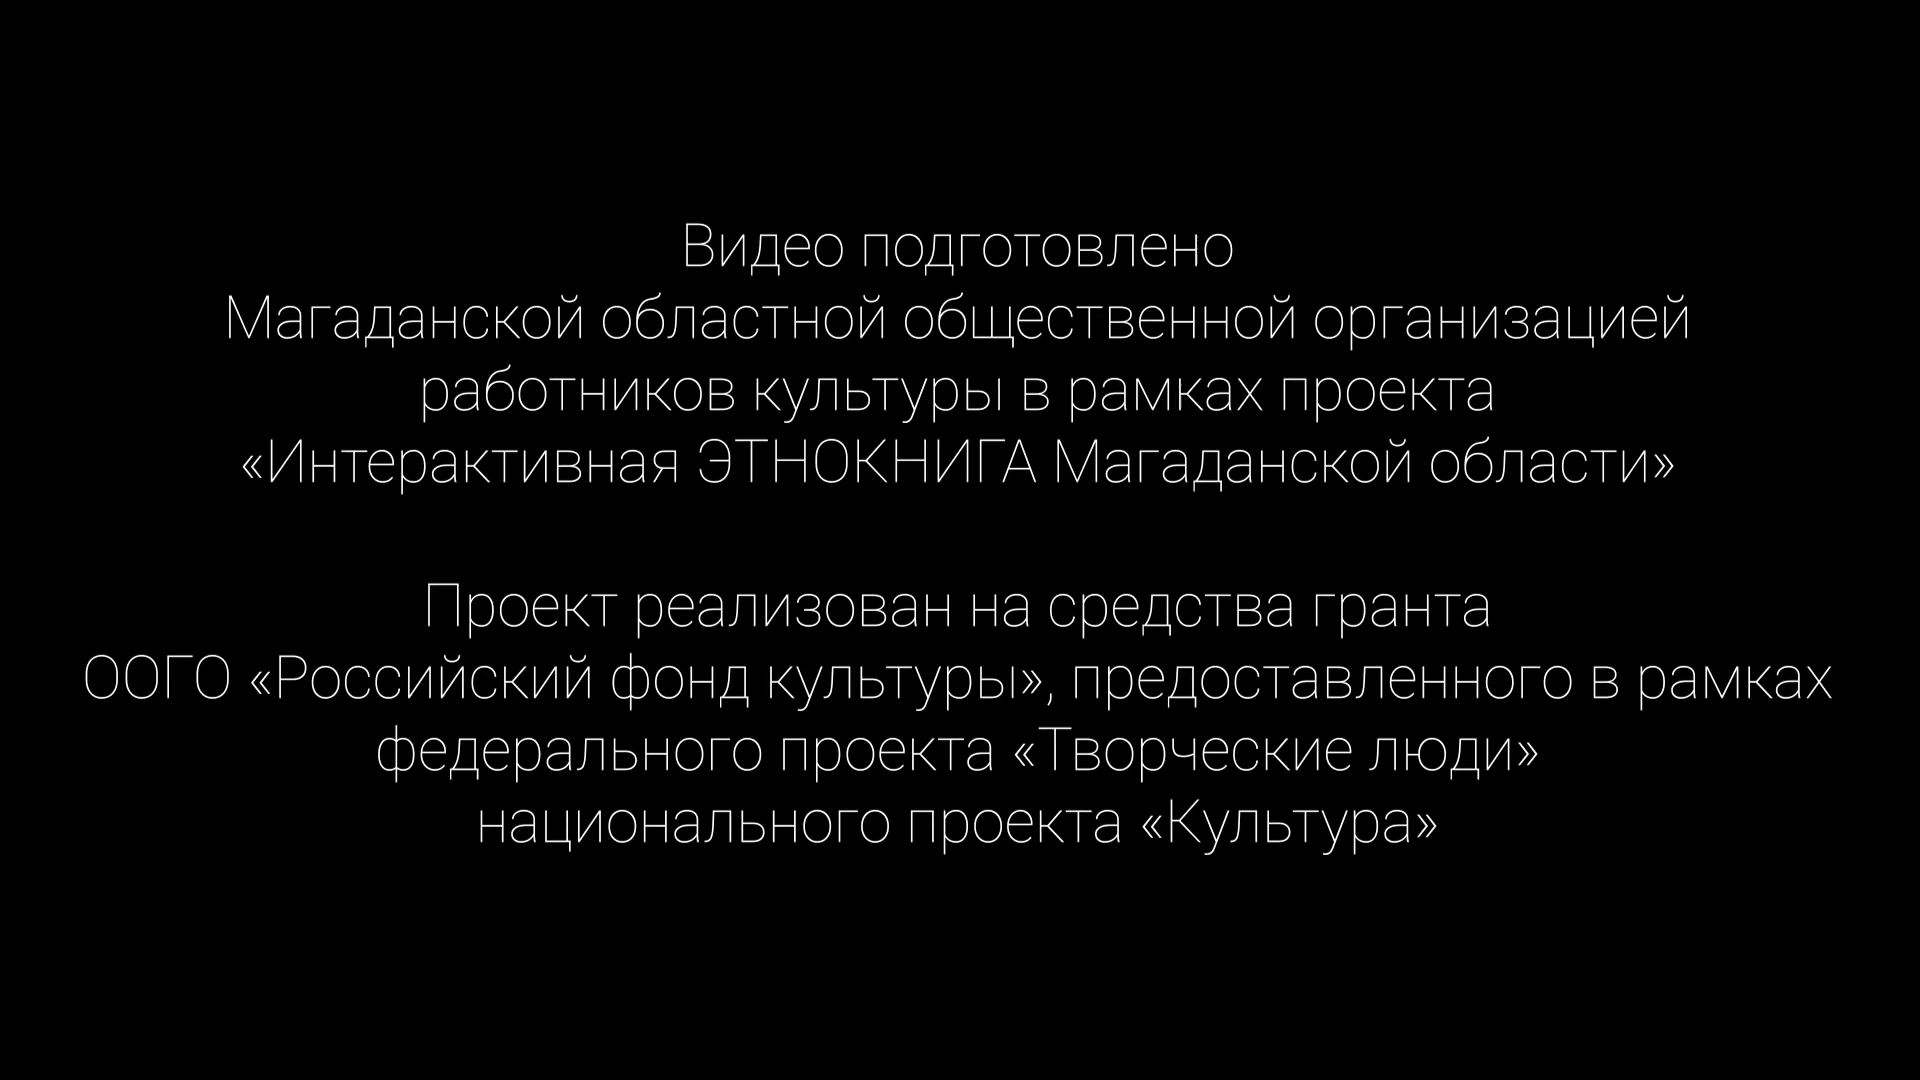 Видео подготовлено
Магаданской областной общественной организацией
работников культуры в рамках проекта
«Интерактивная ЭТНОКНИГА Магаданской области»
Проект реализован на средства гранта
ООГО «Российский фонд культуры», предоставленного в рамках
федерального проекта «Творческие люди»
национального проекта «Культура»